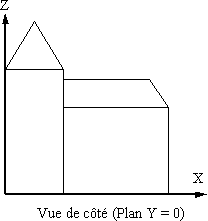 Z
X
Vue de côté (Plan Y = 0)